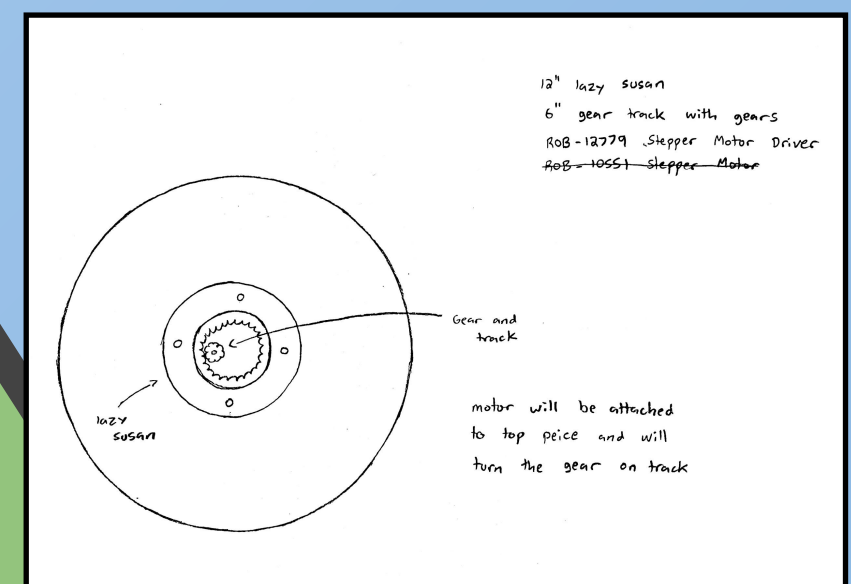 12" lazy susan
6" gear track with gears
ROB-12779 Stepper Motor Driver
ROB-10551 Stepper Motor
Gear and
track
lazy
susan
motor will be attached
to top peice and will
turn the gear on track